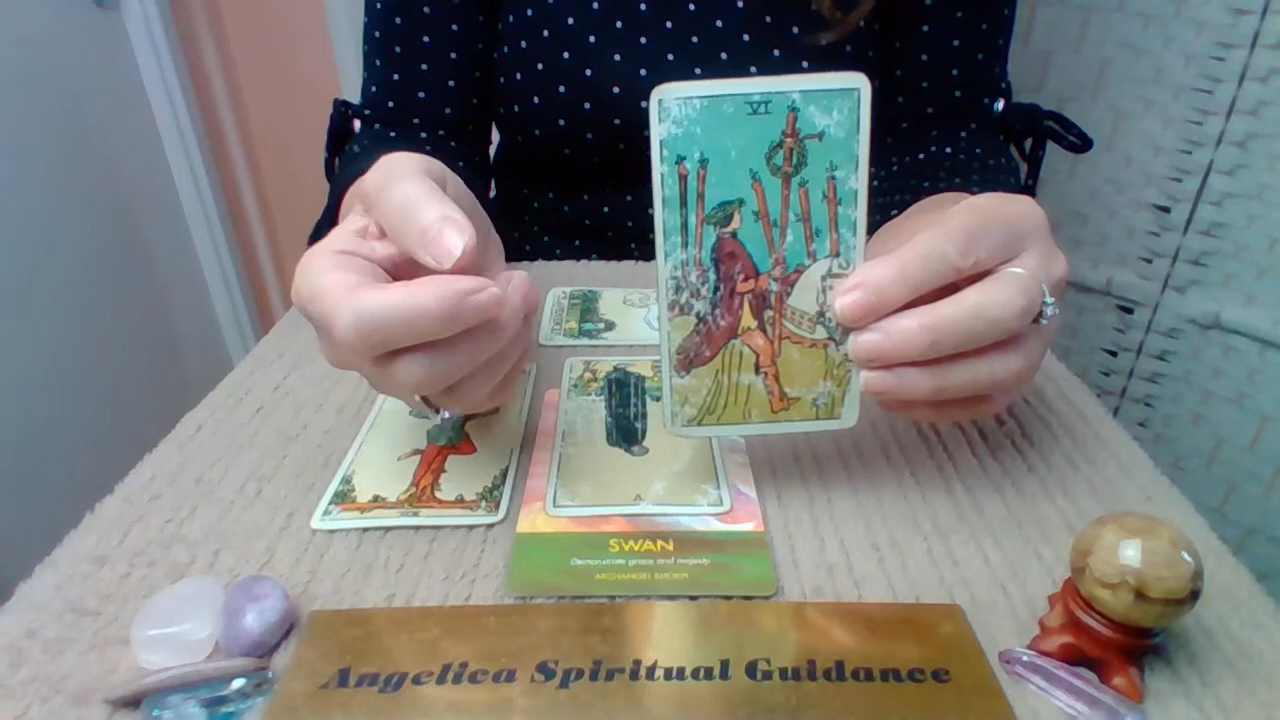 VI
SWAN
Demonstrate grace and majesty
ARCHANGEL
Angelica Spiritual Guidance